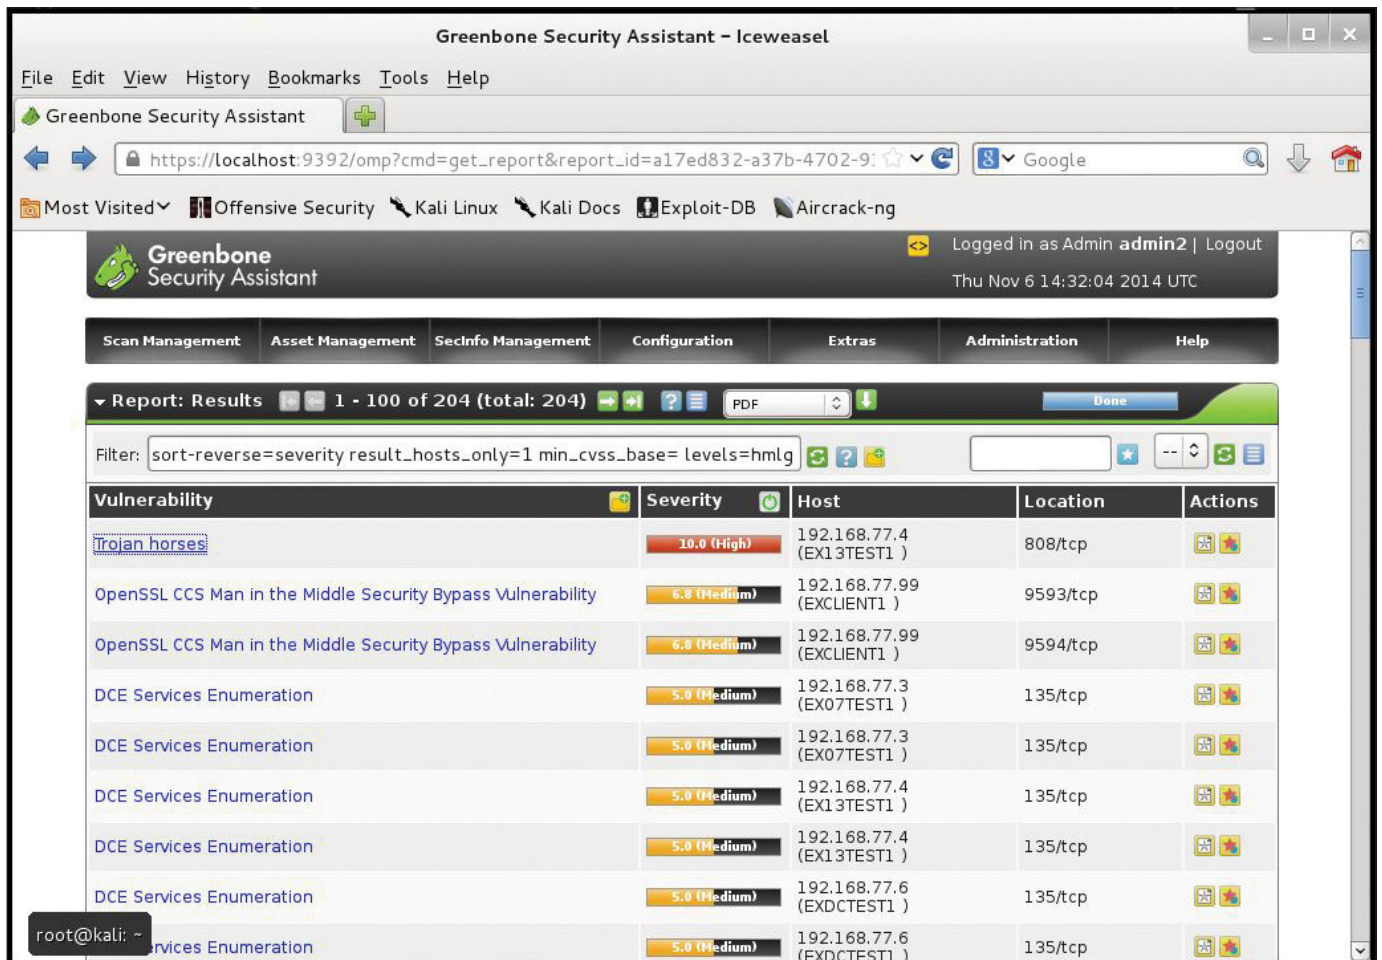 Greenbone Security Assistant – Iceweasel
File Edit View History Bookmarks Tools Help
Greenbone Security Assistant
https://localhost:9392/omp?cmd=get_report&report_id=a17ed832-a37b-4702-9
Google
Most Visited Offensive Security Kali Linux Kali Docs Exploit-DB Aircrack-ng
Greenbone
Security Assistant
Logged in as Admin admin2 | Logout
Thu Nov 6 14:32:04 2014 UTC
Scan Management Asset Management SecInfo Management Configuration Extras Administration Help
Report: Results 1 - 100 of 204 (total: 204) PDF Done
Filter: sort-reverse=severity result_hosts_only=1 min_cvss_base= levels=hmlg --
Vulnerability Severity Host Location Actions
Trojan horses 10.0 (High) 192.168.77.4 808/tcp
(EX13TEST1 )
OpenSSL CCS Man in the Middle Security Bypass Vulnerability 6.8 (Medium) 192.168.77.99 9593/tcp
(EXCLIENT1 )
OpenSSL CCS Man in the Middle Security Bypass Vulnerability 6.8 (Medium) 192.168.77.99 9594/tcp
(EXCLIENT1 )
DCE Services Enumeration 5.0 (Medium) 192.168.77.3 135/tcp
(EX07TEST1 )
DCE Services Enumeration 5.0 (Medium) 192.168.77.3 135/tcp
(EX07TEST1 )
DCE Services Enumeration 5.0 (Medium) 192.168.77.4 135/tcp
(EX13TEST1 )
DCE Services Enumeration 5.0 (Medium) 192.168.77.4 135/tcp
(EX13TEST1 )
DCE Services Enumeration 5.0 (Medium) 192.168.77.6 135/tcp
(EXDCTEST1 )
root@kali: ~
rvices Enumeration 5.0 (Medium) 192.168.77.6 135/tcp
(EXDCTEST1 )